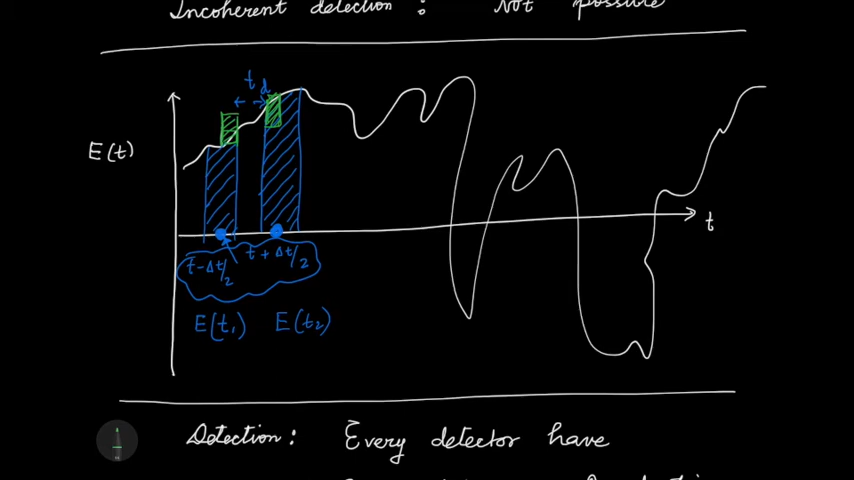 Incoherent detection : Not possible
t_d
E(t)
t
t-Δt/2
t+Δt/2
E(t₁) E(t₂)
Detection: Every detector have